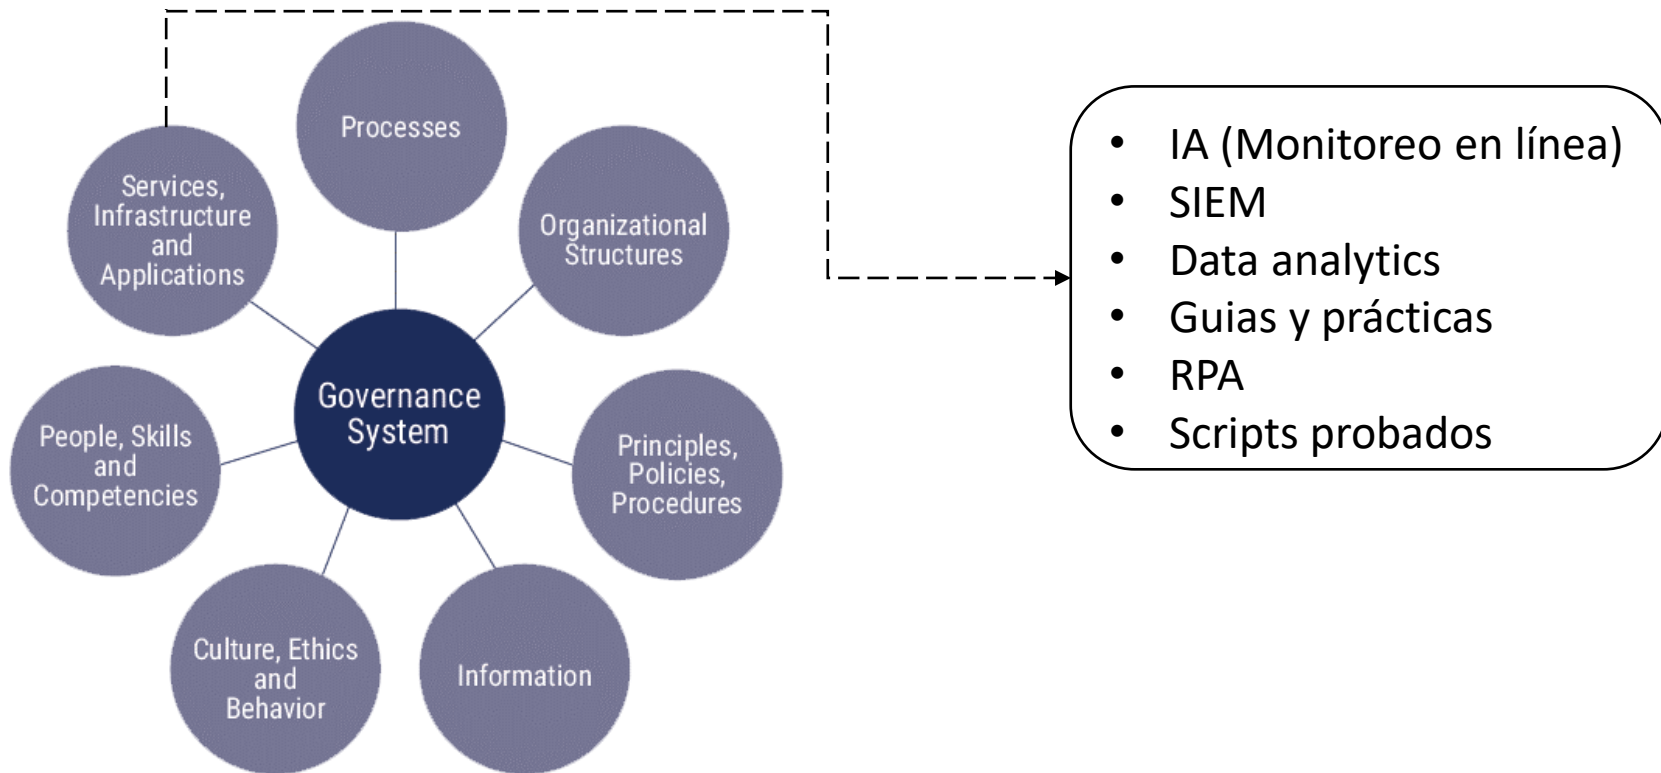 Processes
Services,
Infrastructure
and
Applications
Organizational
Structures
Governance
System
People, Skills
and
Competencies
Principles,
Policies,
Procedures
Culture, Ethics
and
Behavior
Information
• IA (Monitoreo en línea)
• SIEM
• Data analytics
• Guias y prácticas
• RPA
• Scripts probados